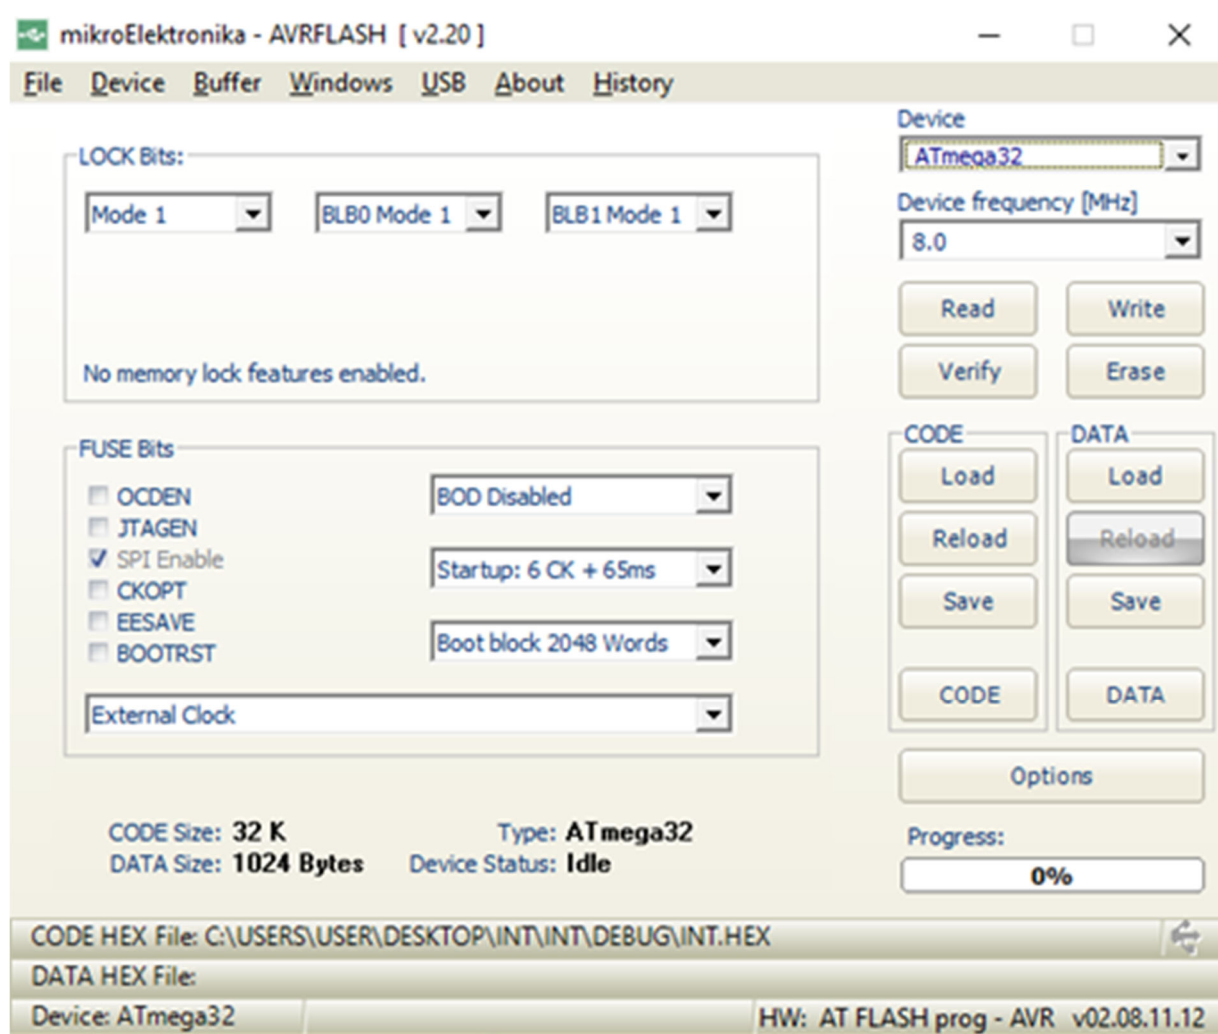 mikroElektronika - AVRFLASH [ v2.20 ]
File Device Buffer Windows USB About History
LOCK Bits:
Mode 1 BLB0 Mode 1 BLB1 Mode 1
No memory lock features enabled.
FUSE Bits
OCDEN
JTAGEN
SPI Enable
CKOPT
EESAVE
BOOTRST
BOD Disabled
Startup: 6 CK + 65ms
Boot block 2048 Words
External Clock
CODE Size: 32 K Type: ATmega32
DATA Size: 1024 Bytes Device Status: Idle
Device
ATmega32
Device frequency [MHz]
8.0
Read Write
Verify Erase
CODE DATA
Load Load
Reload Reload
Save Save
CODE DATA
Options
Progress:
0%
CODE HEX File: C:\USERS\USER\DESKTOP\INT\INT\DEBUG\INT.HEX
DATA HEX File:
Device: ATmega32 HW: AT FLASH prog - AVR v02.08.11.12